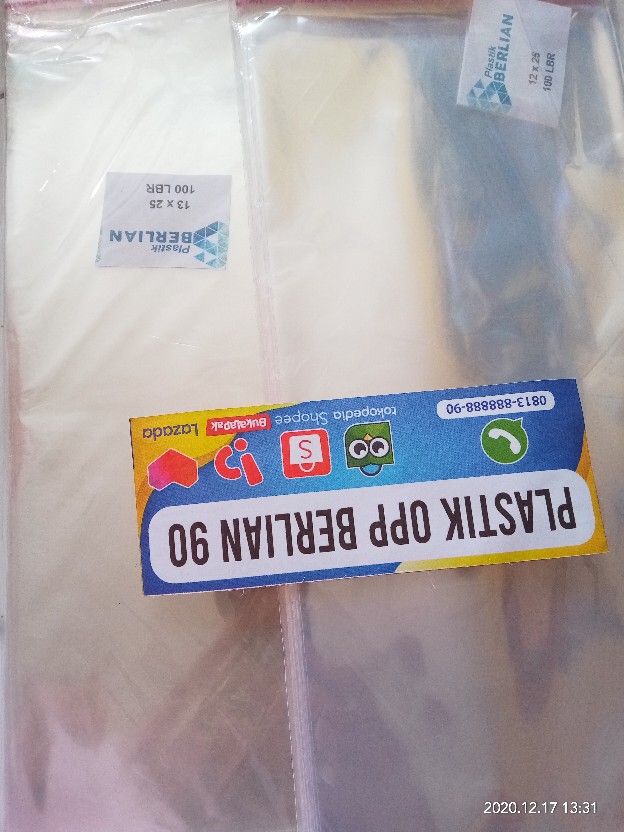 Plastik
BERLIAN
12 x 25
100 LBR
Plastik
BERLIAN
13 x 25
100 LBR
PLASTIK OPP BERLIAN 90
0813-888888-90
tokopedia
Shopee
BukaLapak
Lazada
2020.12.17 13:31